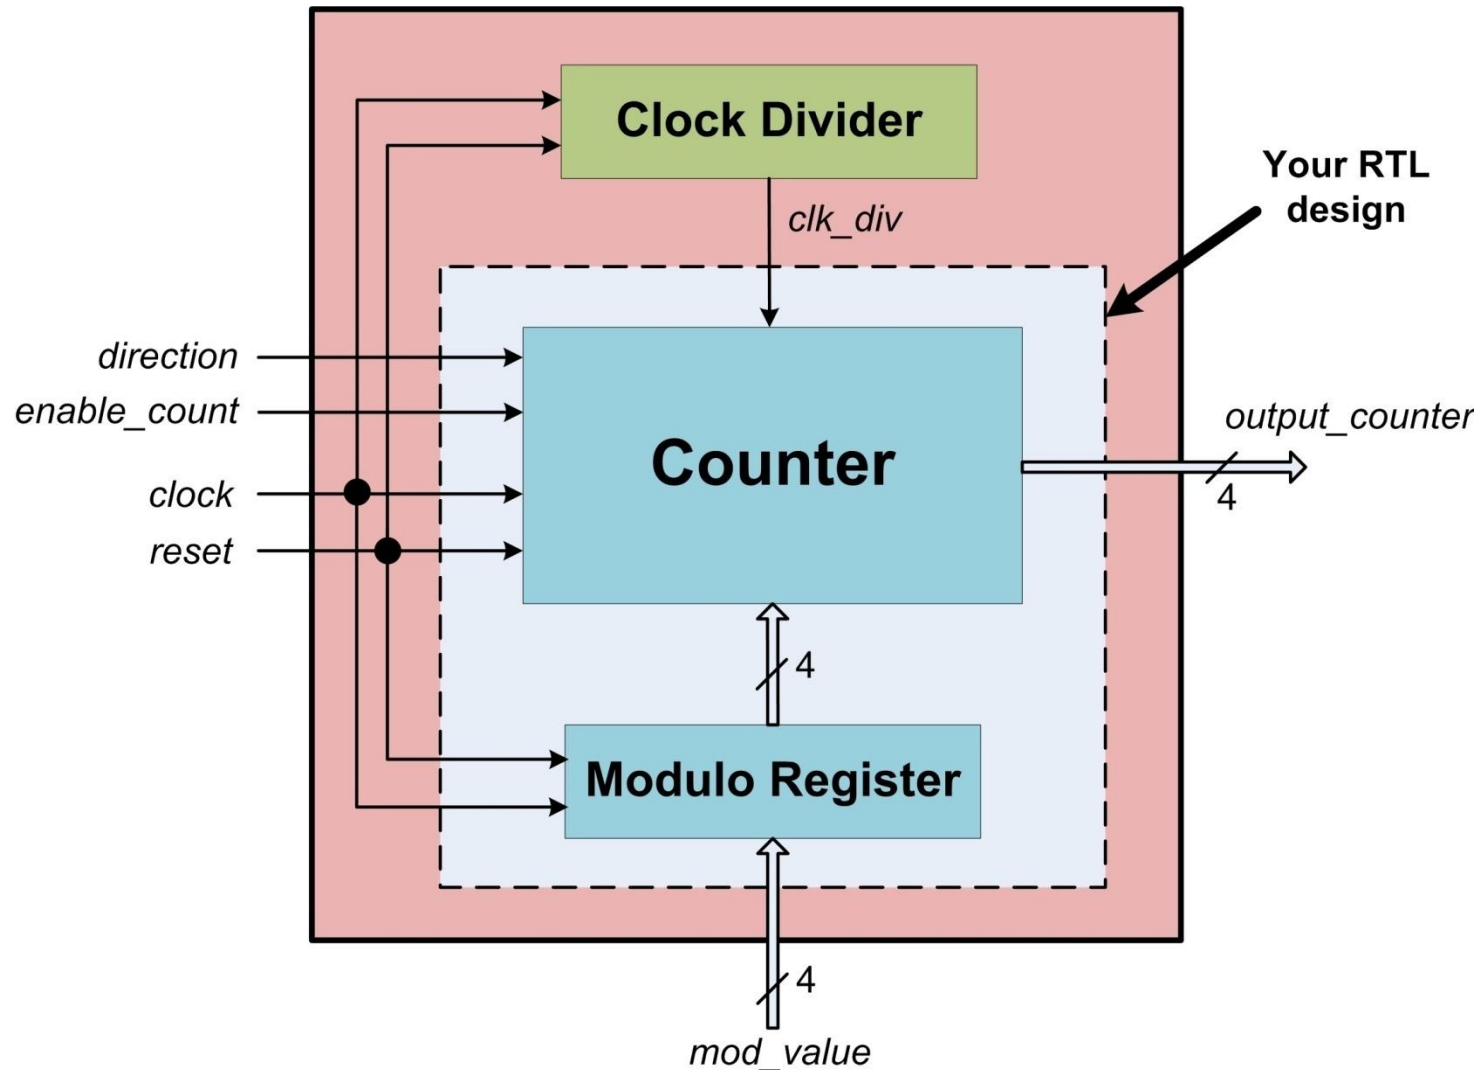 Clock Divider
Your RTL
design
clk_div
direction
enable_count
Counter
output_counter
4
clock
reset
4
Modulo Register
4
mod_value